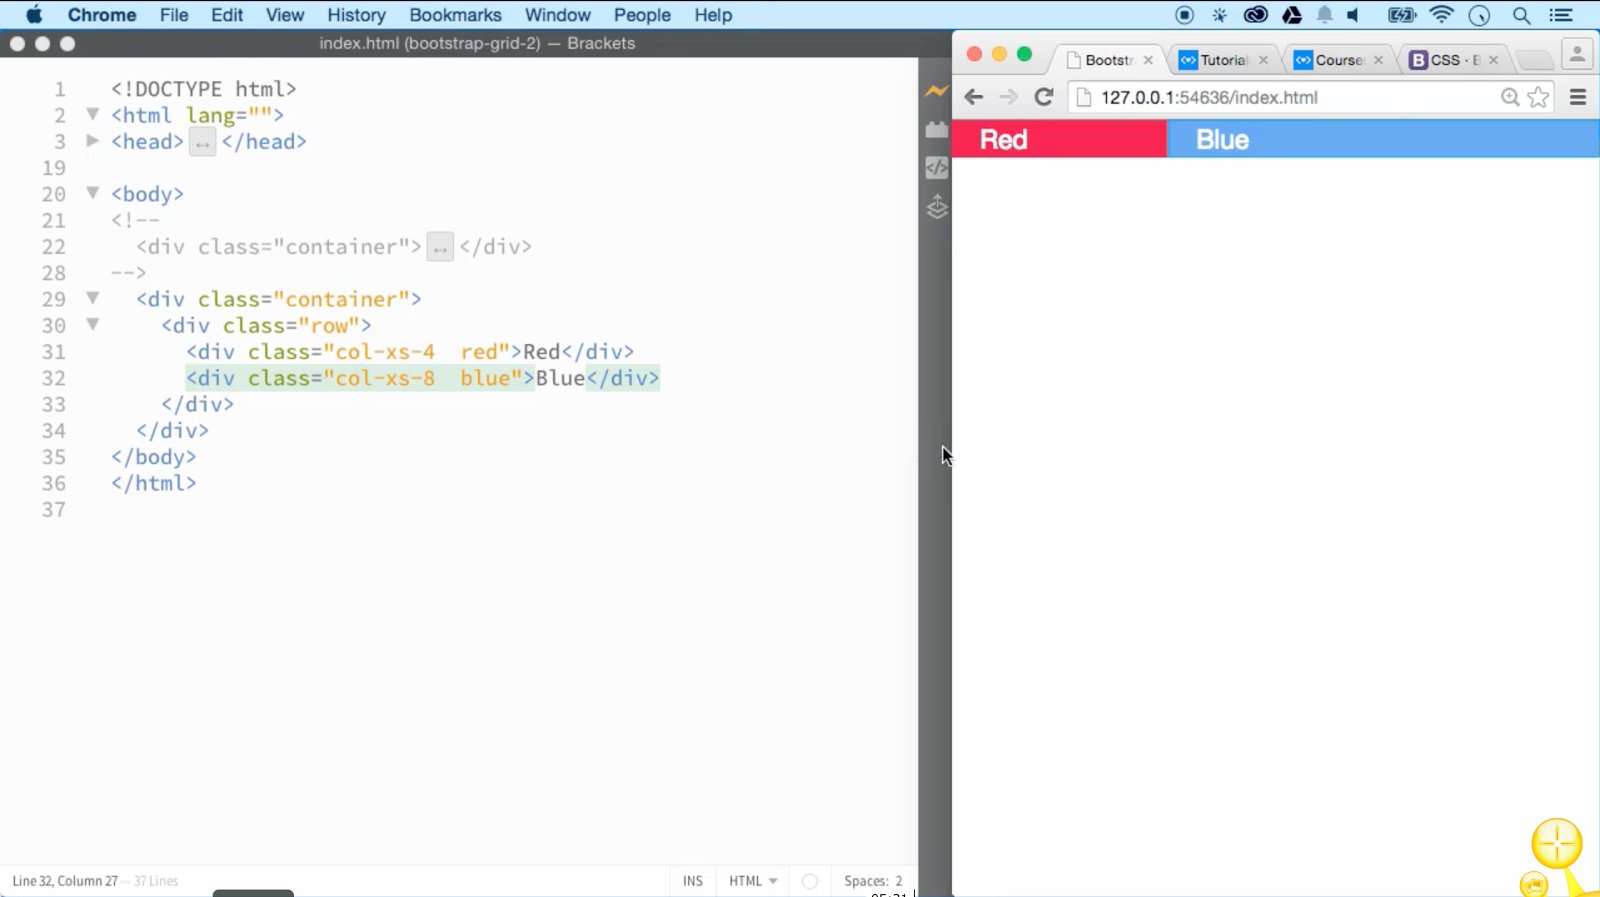 Chrome File Edit View History Bookmarks Window People Help
index.html (bootstrap-grid-2) — Brackets
1 <!DOCTYPE html>
2 <html lang="">
3 <head> </head>
19
20 <body>
21 <!--
22 <div class="container"> </div>
28 -->
29 <div class="container">
30 <div class="row">
31 <div class="col-xs-4  red">Red</div>
32 <div class="col-xs-8  blue">Blue</div>
33 </div>
34 </div>
35 </body>
36 </html>
37
Line 32, Column 27 — 37 Lines
INS HTML Spaces: 2
Bootstr Tutorial Course B CSS · B
127.0.0.1:54636/index.html
Red Blue